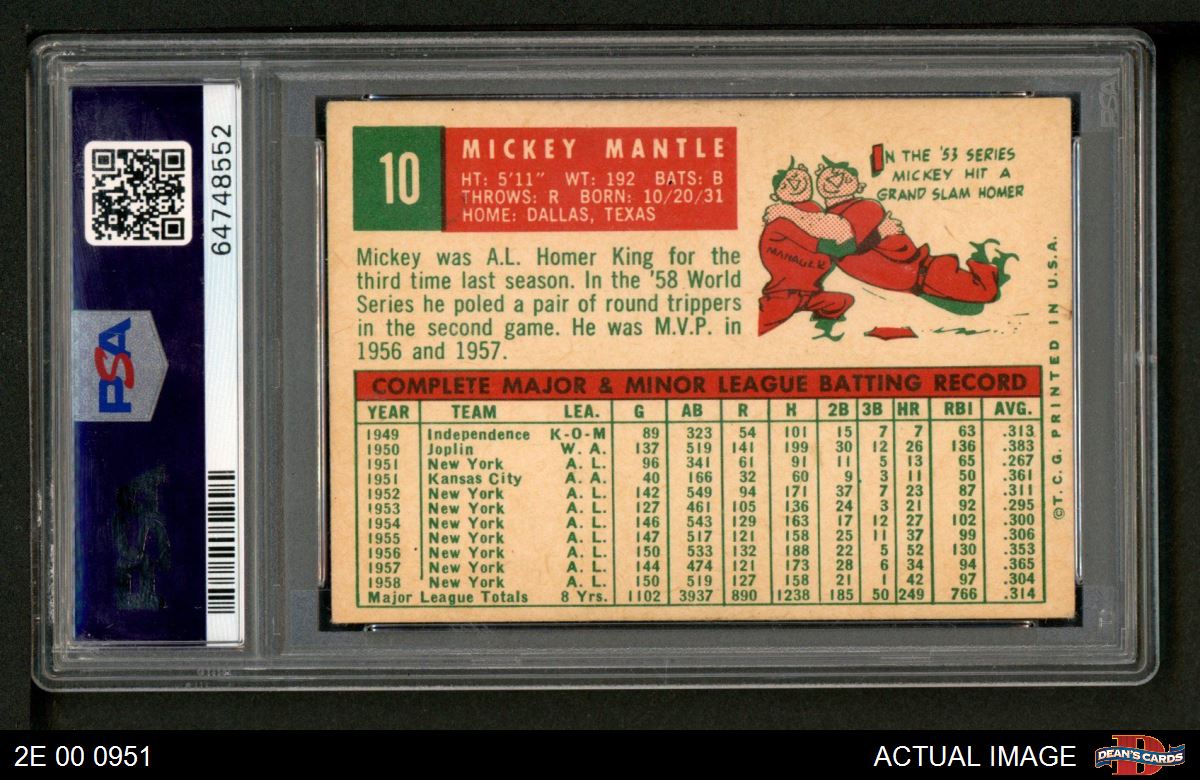 64748552
PSA
PSA
10
MICKEY MANTLE
HT: 5'11" WT: 192 BATS: B
THROWS: R BORN: 10/20/31
HOME: DALLAS, TEXAS
IN THE '53 SERIES
MICKEY HIT A
GRAND SLAM HOMER
MANAGER
Mickey was A.L. Homer King for the
third time last season. In the '58 World
Series he poled a pair of round trippers
in the second game. He was M.V.P. in
1956 and 1957.
COMPLETE MAJOR & MINOR LEAGUE BATTING RECORD
YEAR TEAM LEA. G AB R H 2B 3B HR RBI AVG.
1949 Independence K-O-M 89 323 54 101 15 7 7 63 .313
1950 Joplin W. A. 137 519 141 199 30 12 26 136 .383
1951 New York A. L. 96 341 61 91 11 5 13 65 .267
1951 Kansas City A. A. 40 166 32 60 9 3 11 50 .361
1952 New York A. L. 142 549 94 171 37 7 23 87 .311
1953 New York A. L. 127 461 105 136 24 3 21 92 .295
1954 New York A. L. 146 543 129 163 17 12 27 102 .300
1955 New York A. L. 147 517 121 158 25 11 37 99 .306
1956 New York A. L. 150 533 132 188 22 5 52 130 .353
1957 New York A. L. 144 474 121 173 28 6 34 94 .365
1958 New York A. L. 150 519 127 158 21 1 42 97 .304
Major League Totals 8 Yrs. 1102 3937 890 1238 185 50 249 766 .314
©T. C. G. PRINTED IN U.S.A.
PSA
2E 00 0951
ACTUAL IMAGE
D
DEAN'S CARDS